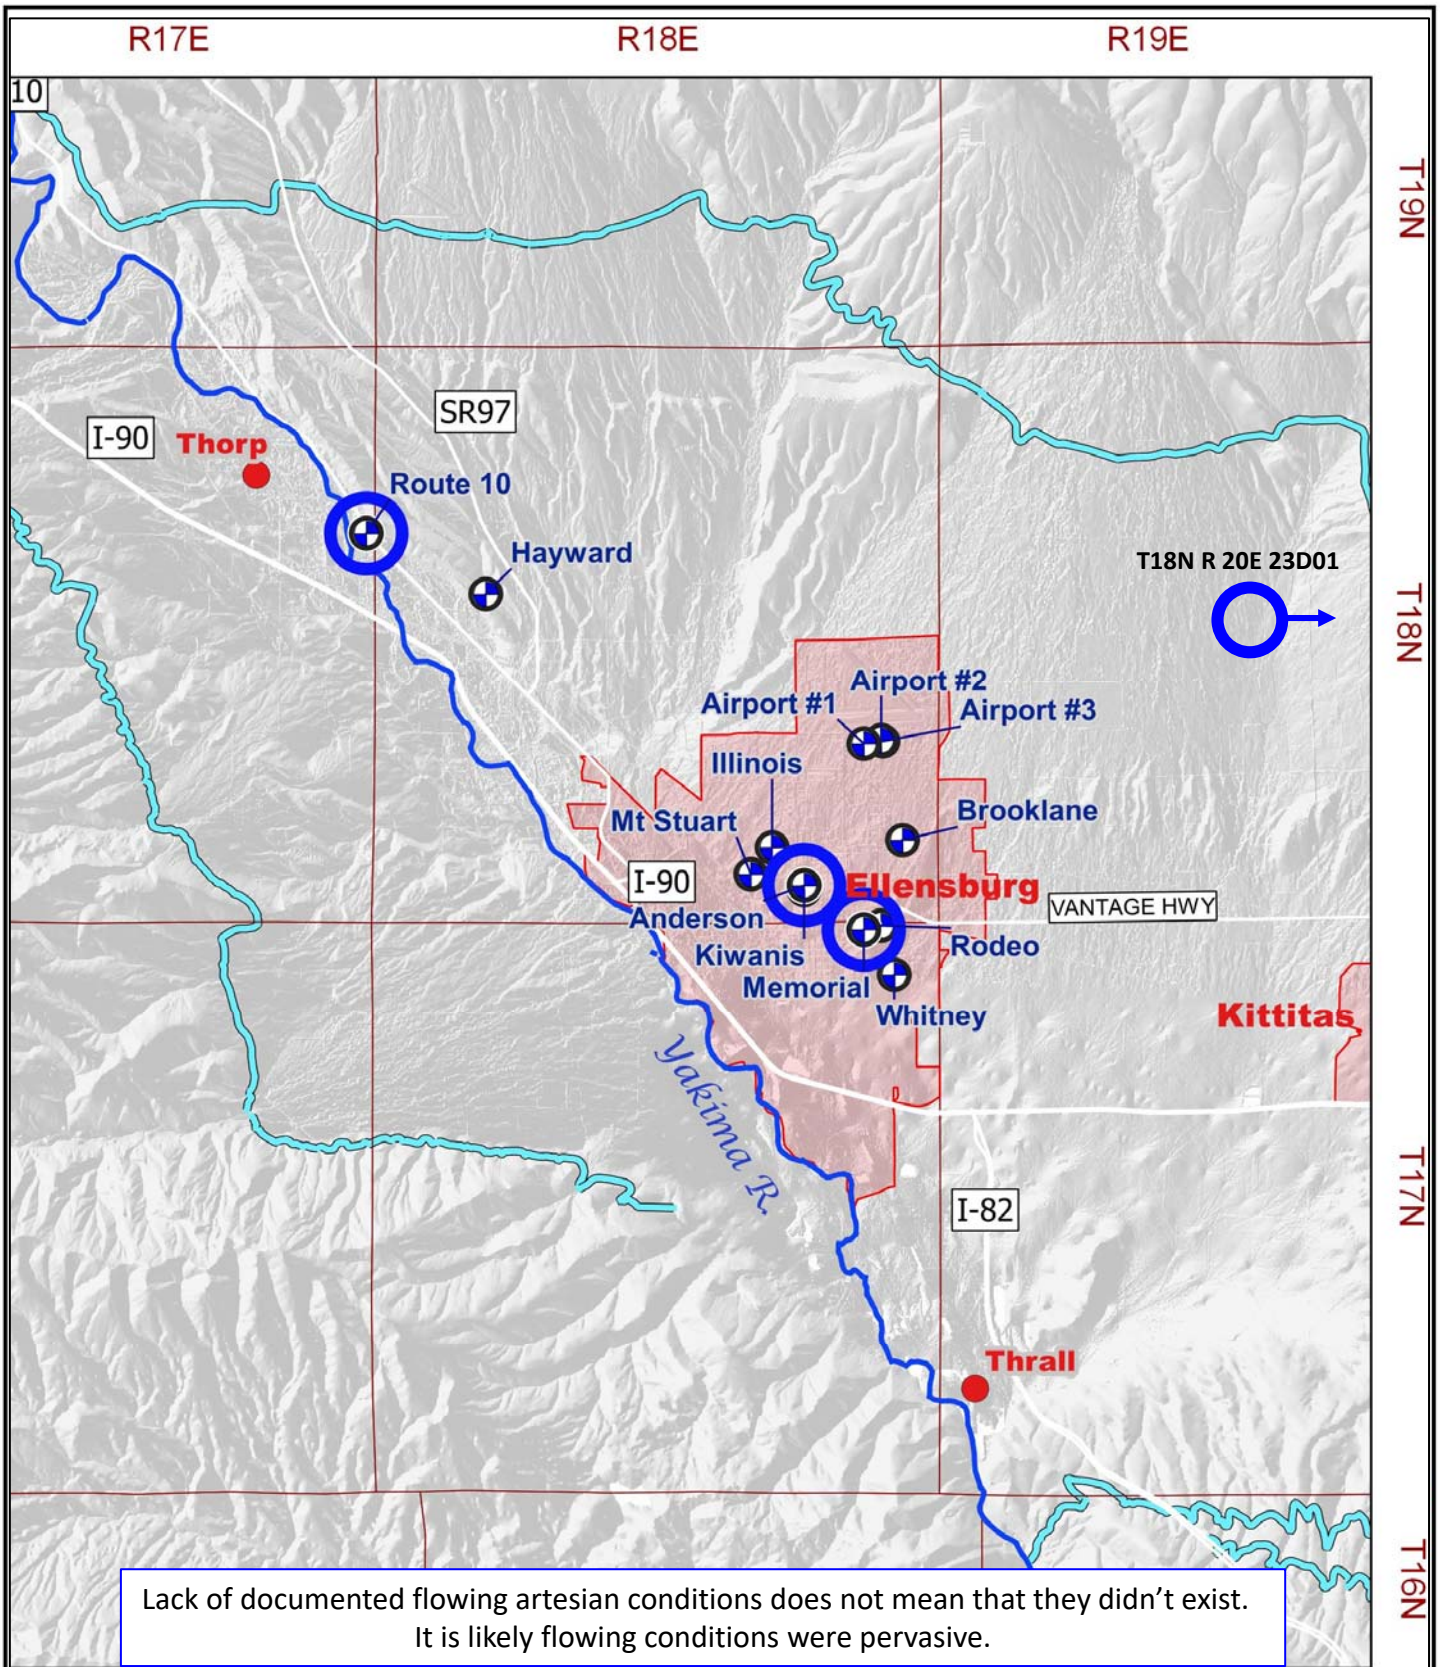 R17E
R18E
R19E
10
T19N
SR97
I-90
Thorp
Route 10
Hayward
T18N R 20E 23D01
T18N
Airport #2
Airport #1
Airport #3
Illinois
Mt Stuart
Brooklane
I-90
Ellensburg
VANTAGE HWY
Anderson
Kiwanis
Rodeo
Memorial
Whitney
Kittitas
Yakima R.
T17N
I-82
Thrall
T16N
Lack of documented flowing artesian conditions does not mean that they didn’t exist.
It is likely flowing conditions were pervasive.